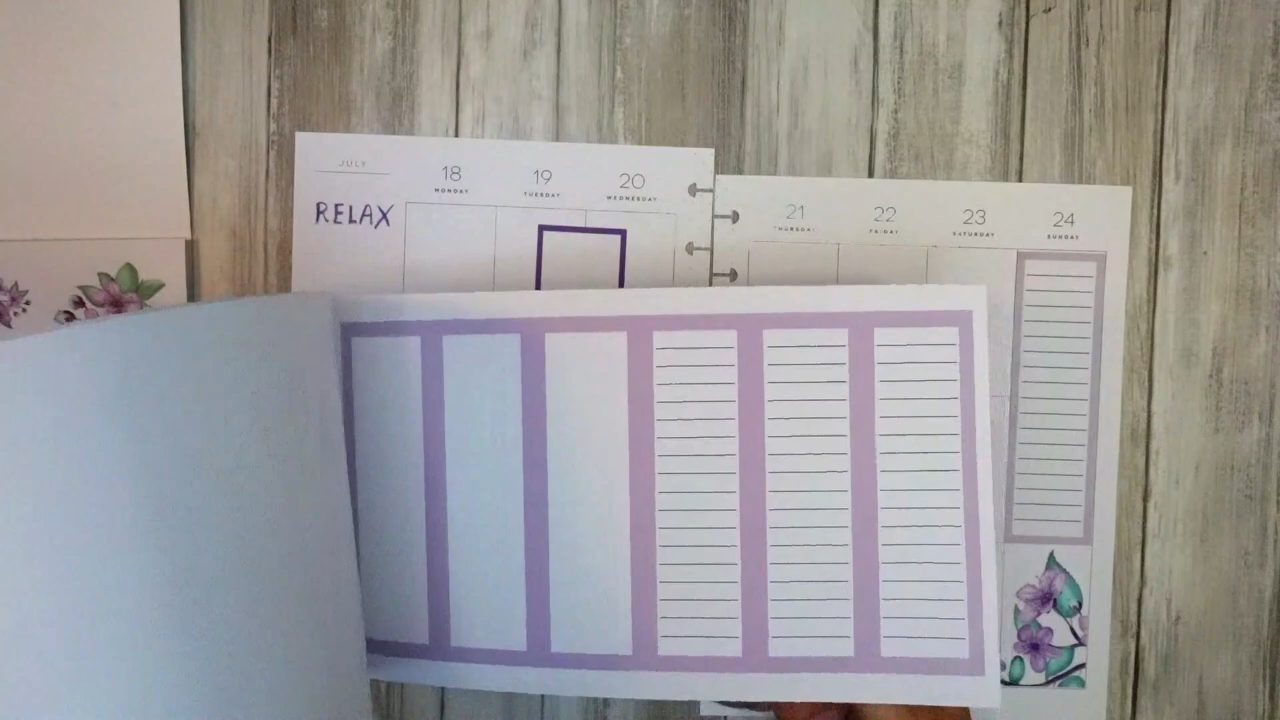 JULY
18
MONDAY
19
TUESDAY
20
WEDNESDAY
RELAX
21
THURSDAY
22
FRIDAY
23
SATURDAY
24
SUNDAY